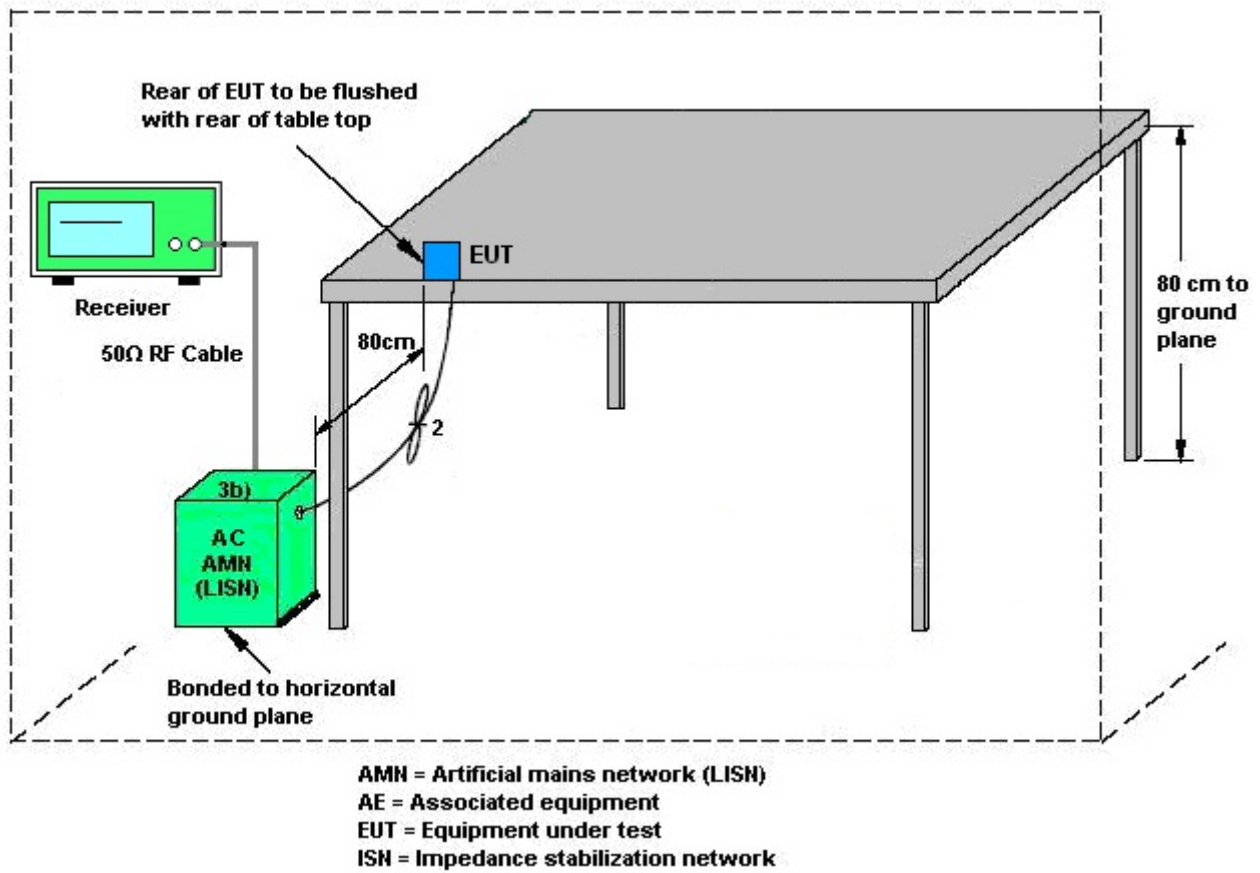 Rear of EUT to be flushed
with rear of table top
EUT
Receiver
50Ω RF Cable
80cm
80 cm to
ground
plane
2
3b)
AC
AMN
(LISN)
Bonded to horizontal
ground plane
AMN = Artificial mains network (LISN)
AE = Associated equipment
EUT = Equipment under test
ISN = Impedance stabilization network